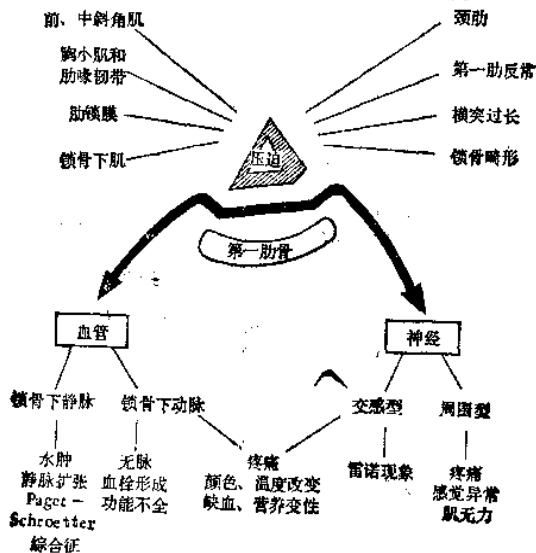 前、中斜角肌
胸小肌和
肋喙韧带
肋锁膜
锁骨下肌
颈肋
第一肋反常
横突过长
锁骨畸形
压迫
第一肋骨
血管
神经
锁骨下静脉
锁骨下动脉
交感型
周围型
水肿
静脉扩张
Paget-
Schroetter
綜合征
无脉
血栓形成
功能不全
疼痛
颜色、温度改变
缺血、营养变性
雷诺现象
疼痛
感觉异常
肌无力